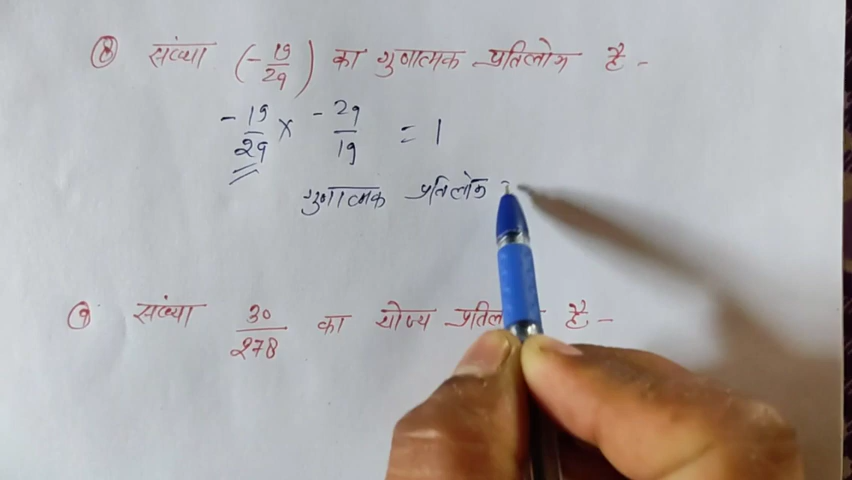 ⑧ संख्या (-19/29) का गुणात्मक प्रतिलोम है -
-19/29 × -29/19 = 1
गुणात्मक प्रतिलोम
⑨ संख्या 30/278 का योज्य है -